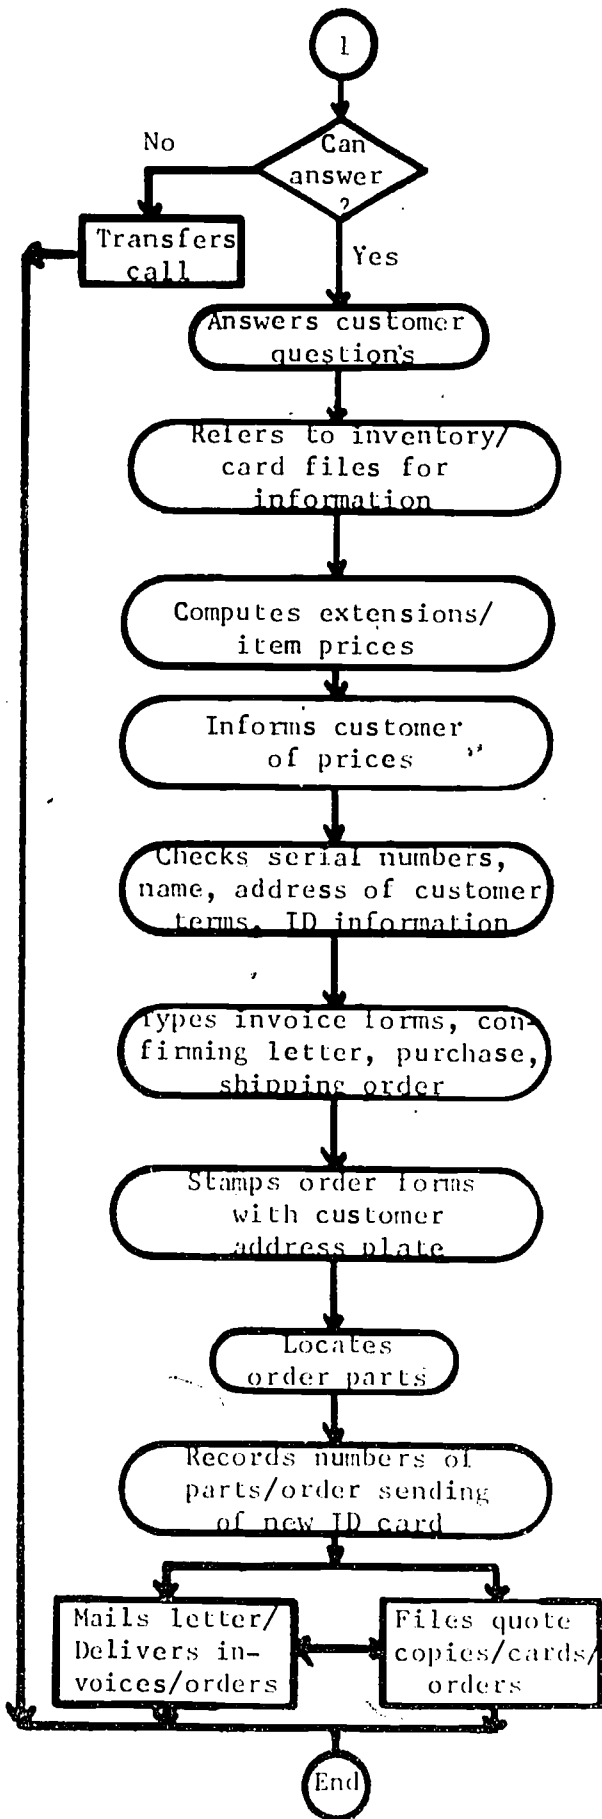 1
Can
answer
?
No
Yes
Transfers
call
Answers customer
question's
Refers to inventory/
card files for
information
Computes extensions/
item prices
Informs customer
of prices
Checks serial numbers,
name, address of customer
terms, ID information
Types invoice forms, con-
firming letter, purchase,
shipping order
Stamps order forms
with customer
address plate
Locates
order parts
Records numbers of
parts/order sending
of new ID card
Mails letter/
Delivers in-
voices/orders
Files quote
copies/cards/
orders
End